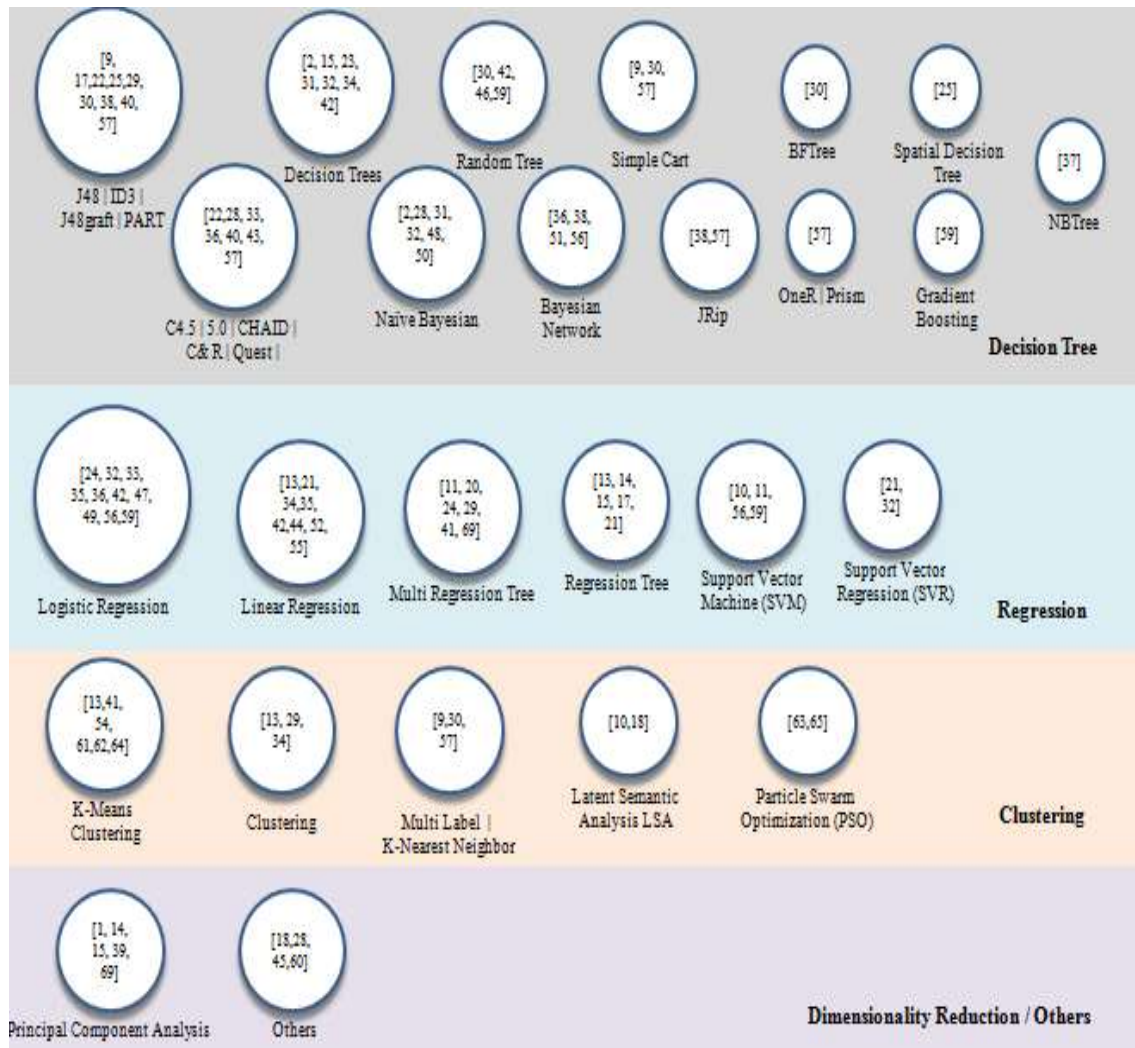 [9,
17,22,25,29,
30, 38, 40,
57]
J48 | ID3 |
J48graft | PART
[2, 15, 23,
31, 32, 34,
42]
Decision Trees
[30, 42,
46,59]
Random Tree
[9, 30,
57]
Simple Cart
[30]
BFTree
[25]
Spatial Decision
Tree
[37]
NBTree
[22,28, 33,
36, 40, 43,
57]
C4.5 | 5.0 | CHAID |
C& R | Quest |
[2,28, 31,
32, 48,
50]
Naïve Bayesian
[36, 38,
51, 56]
Bayesian
Network
[38,57]
JRip
[57]
OneR | Prism
[59]
Gradient
Boosting
Decision Tree
[24, 32, 33,
35, 36, 42, 47,
49, 56,59]
Logistic Regression
[13,21,
34,35,
42,44, 52,
55]
Linear Regression
[11, 20,
24, 29,
41, 69]
Multi Regression Tree
[13, 14,
15, 17,
21]
Regression Tree
[10, 11,
56,59]
Support Vector
Machine (SVM)
[21,
32]
Support Vector
Regression (SVR)
Regression
[13,41,
54,
61,62,64]
K-Means
Clustering
[13, 29,
34]
Clustering
[9,30,
57]
Multi Label |
K-Nearest Neighbor
[10,18]
Latent Semantic
Analysis LSA
[63,65]
Particle Swarm
Optimization (PSO)
Clustering
[1, 14,
15, 39,
69]
Principal Component Analysis
[18,28,
45,60]
Others
Dimensionality Reduction / Others